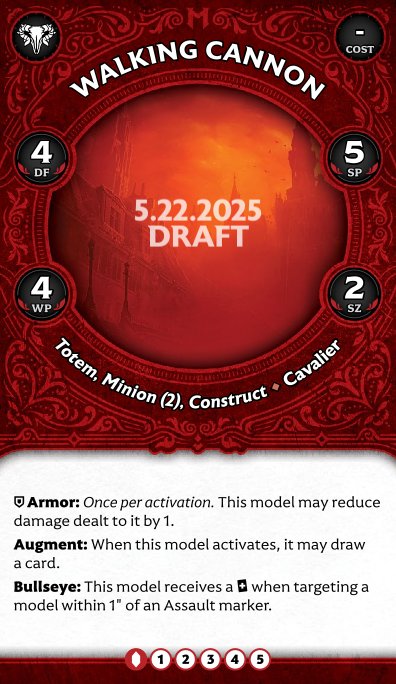 WALKING CANNON
-
COST
4
DF
5
SP
5.22.2025
DRAFT
4
WP
2
SZ
Totem, Minion (2), Construct • Cavalier
Armor: Once per activation. This model may reduce
damage dealt to it by 1.
Augment: When this model activates, it may draw
a card.
Bullseye: This model receives a when targeting a
model within 1" of an Assault marker.
1 2 3 4 5